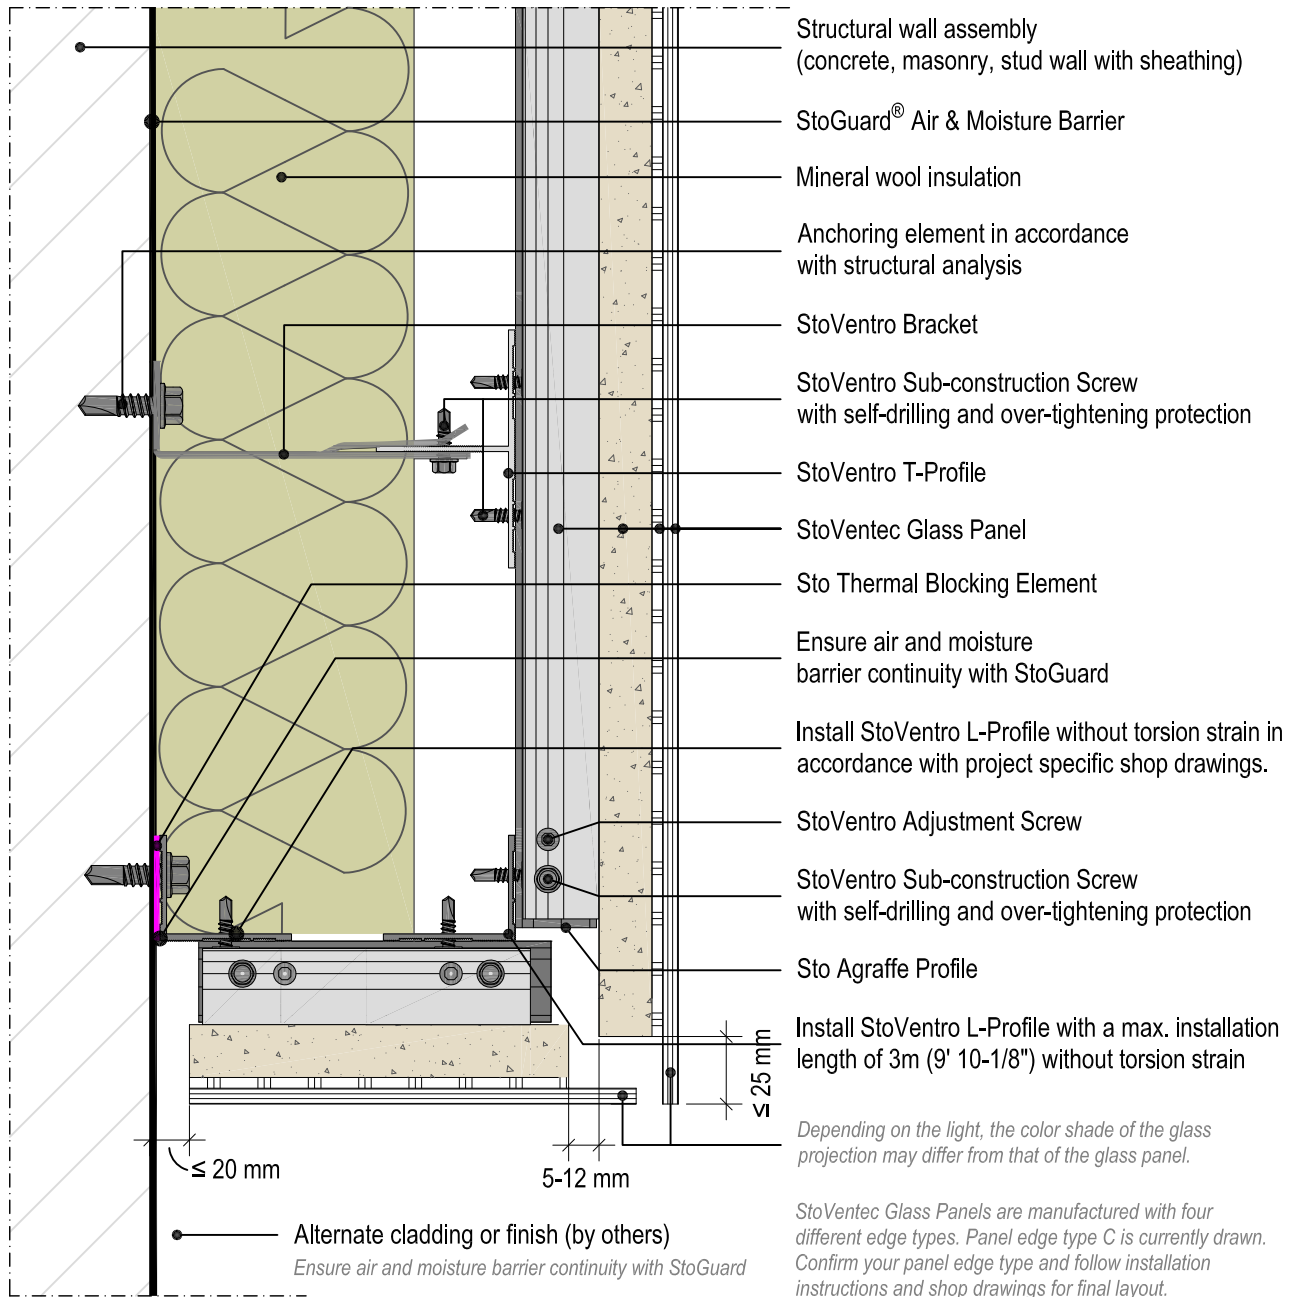 Structural wall assembly
(concrete, masonry, stud wall with sheathing)
StoGuard® Air & Moisture Barrier
Mineral wool insulation
Anchoring element in accordance
with structural analysis
StoVentro Bracket
StoVentro Sub-construction Screw
with self-drilling and over-tightening protection
StoVentro T-Profile
StoVentec Glass Panel
Sto Thermal Blocking Element
Ensure air and moisture
barrier continuity with StoGuard
Install StoVentro L-Profile without torsion strain in
accordance with project specific shop drawings.
StoVentro Adjustment Screw
StoVentro Sub-construction Screw
with self-drilling and over-tightening protection
Sto Agraffe Profile
Install StoVentro L-Profile with a max. installation
length of 3m (9' 10-1/8") without torsion strain
≤ 25 mm
Depending on the light, the color shade of the glass
projection may differ from that of the glass panel.
≤ 20 mm
5-12 mm
StoVentec Glass Panels are manufactured with four
different edge types. Panel edge type C is currently drawn.
Confirm your panel edge type and follow installation
instructions and shop drawings for final layout.
Alternate cladding or finish (by others)
Ensure air and moisture barrier continuity with StoGuard